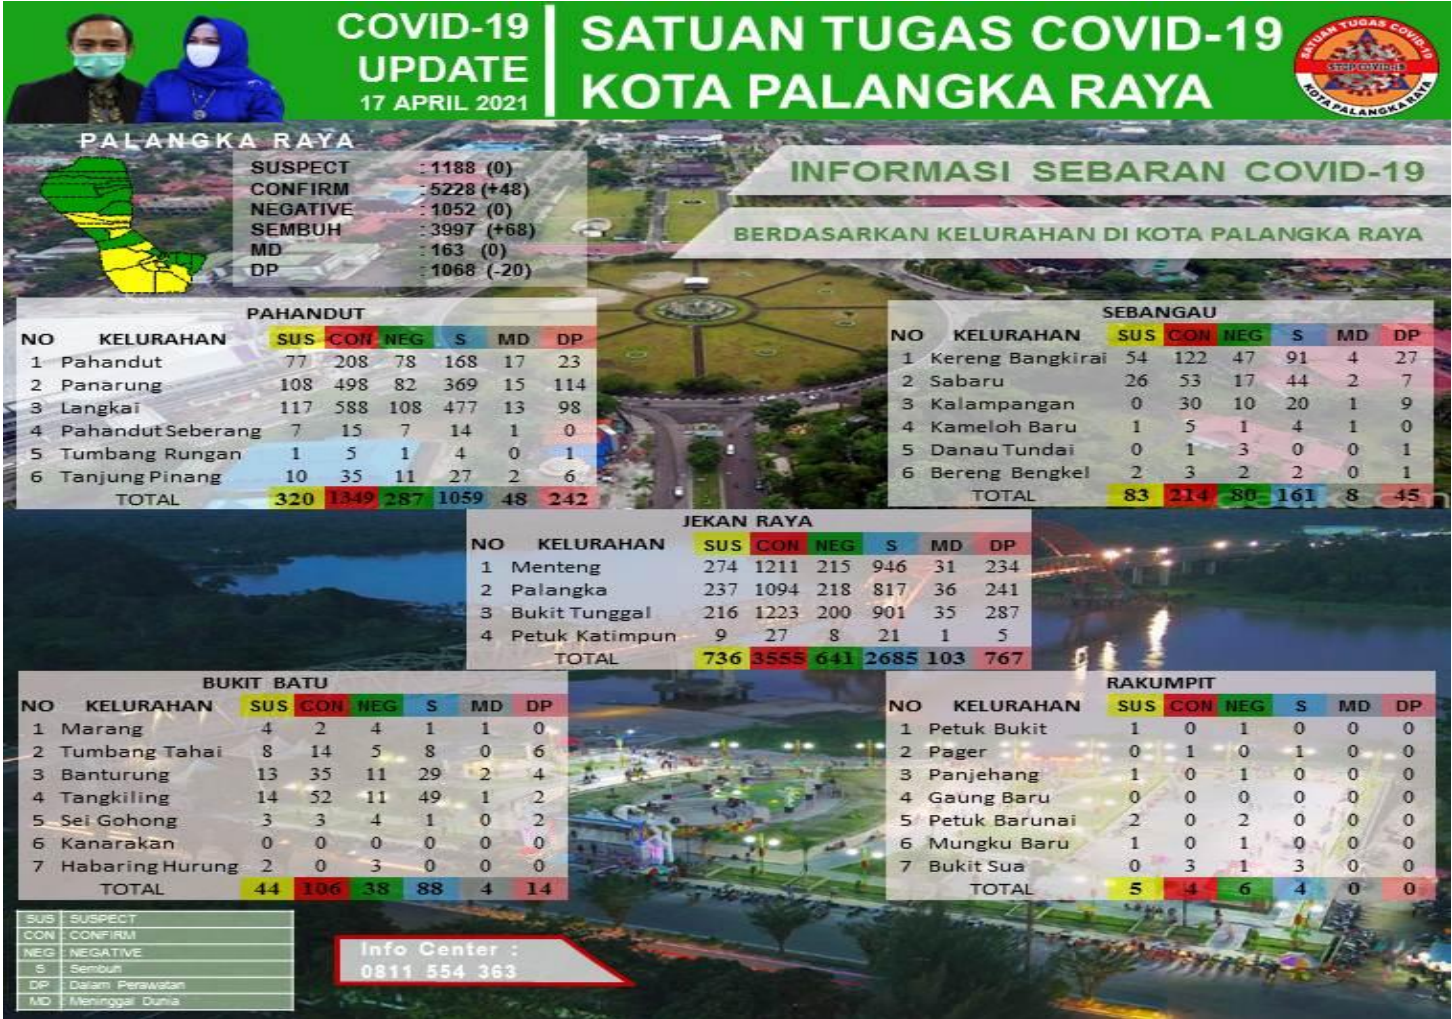 COVID-19
UPDATE
17 APRIL 2021
SATUAN TUGAS COVID-19
KOTA PALANGKA RAYA
SATUAN TUGAS COVID-19
STOP COVID-19
KOTA PALANGKA RAYA
PALANGKA RAYA
SUSPECT : 1188 (0)
CONFIRM : 5228 (+48)
NEGATIVE : 1052 (0)
SEMBUH : 3997 (+68)
MD : 163 (0)
DP : 1068 (-20)
INFORMASI SEBARAN COVID-19
BERDASARKAN KELURAHAN DI KOTA PALANGKA RAYA
PAHANDUT
NO KELURAHAN SUS CON NEG S MD DP
1 Pahandut 77 208 78 168 17 23
2 Panarung 108 498 82 369 15 114
3 Langkai 117 588 108 477 13 98
4 Pahandut Seberang 7 15 7 14 1 0
5 Tumbang Rungan 1 5 1 4 0 1
6 Tanjung Pinang 10 35 11 27 2 6
TOTAL 320 1349 287 1059 48 242
SEBANGAU
NO KELURAHAN SUS CON NEG S MD DP
1 Kereng Bangkirai 54 122 47 91 4 27
2 Sabaru 26 53 17 44 2 7
3 Kalampangan 0 30 10 20 1 9
4 Kameloh Baru 1 5 1 4 1 0
5 Danau Tundai 0 1 3 0 0 1
6 Bereng Bengkel 2 3 2 2 0 1
TOTAL 83 214 80 161 8 45
JEKAN RAYA
NO KELURAHAN SUS CON NEG S MD DP
1 Menteng 274 1211 215 946 31 234
2 Palangka 237 1094 218 817 36 241
3 Bukit Tunggal 216 1223 200 901 35 287
4 Petuk Katimpun 9 27 8 21 1 5
TOTAL 736 3555 641 2685 103 767
BUKIT BATU
NO KELURAHAN SUS CON NEG S MD DP
1 Marang 4 2 4 1 1 0
2 Tumbang Tahai 8 14 5 8 0 6
3 Banturung 13 35 11 29 2 4
4 Tangkiling 14 52 11 49 1 2
5 Sei Gohong 3 3 4 1 0 2
6 Kanarakan 0 0 0 0 0 0
7 Habaring Hurung 2 0 3 0 0 0
TOTAL 44 106 38 88 4 14
RAKUMPIT
NO KELURAHAN SUS CON NEG S MD DP
1 Petuk Bukit 1 0 1 0 0 0
2 Pager 0 1 0 1 0 0
3 Panjehang 1 0 1 0 0 0
4 Gaung Baru 0 0 0 0 0 0
5 Petuk Barunai 2 0 2 0 0 0
6 Mungku Baru 1 0 1 0 0 0
7 Bukit Sua 0 3 1 3 0 0
TOTAL 5 4 6 4 0 0
SUS : SUSPECT
CON : CONFIRM
NEG : NEGATIVE
S : Sembuh
DP : Dalam Perawatan
MD : Meninggal Dunia
Info Center :
0811 554 363